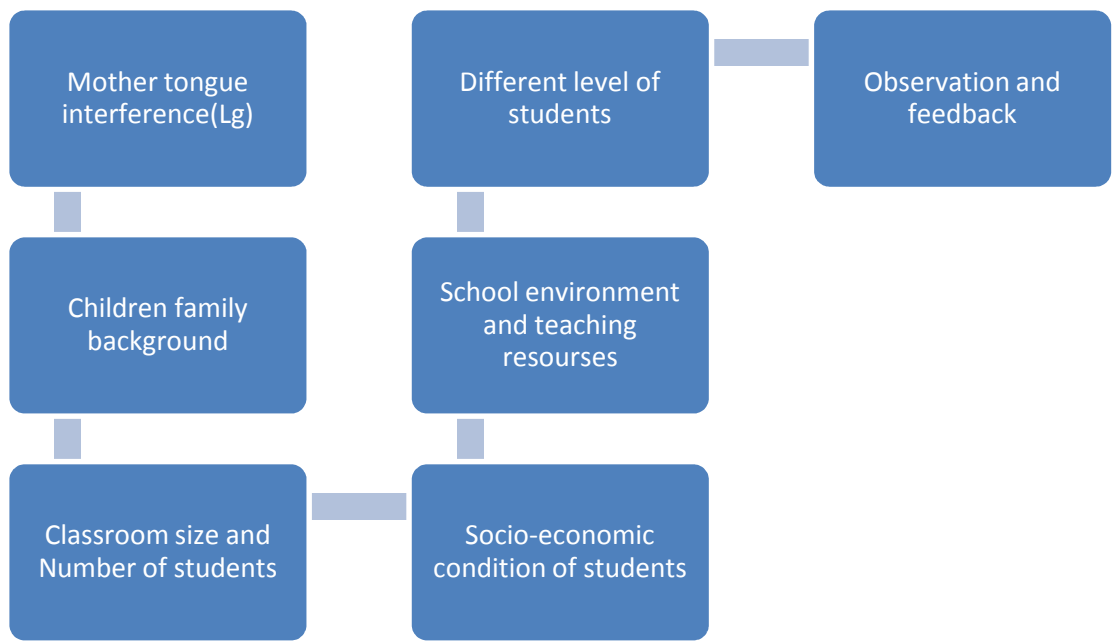 Mother tongue
interference(Lg)
Children family
background
Classroom size and
Number of students
Socio-economic
condition of students
School environment
and teaching
resourses
Different level of
students
Observation and
feedback